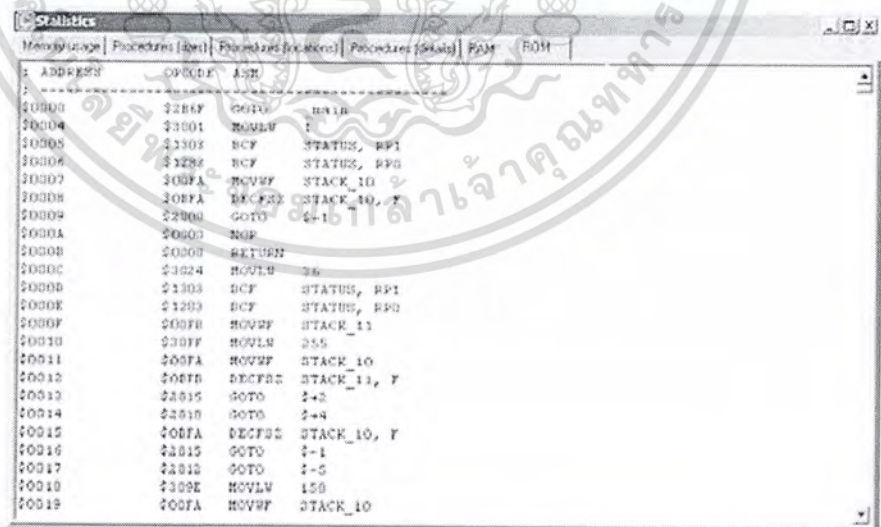 Statistics
Memory usage Procedures (sizes) Procedures (locations) Procedures (details) RAM ROM
; ADDRESS OPCODE ASM
; ----------------------------------------------
$0000 GOTO main
$0004 $3001 MOVLW 1
$0005 $1303 BCF STATUS, RP1
$0006 $1283 BCF STATUS, RP0
$0007 $00FA MOVWF STACK_10
$0008 $0BFA DECFSZ STACK_10, F
$0009 $2808 GOTO $-1
$000A $0000 NOP
$000B $0008 RETURN
$000C $3024 MOVLW 36
$000D $1303 BCF STATUS, RP1
$000E $1283 BCF STATUS, RP0
$000F $00FB MOVWF STACK_11
$0010 $30FF MOVLW 255
$0011 $00FA MOVWF STACK_10
$0012 $0BFB DECFSZ STACK_11, F
$0013 $2815 GOTO $+2
$0014 $2818 GOTO $+4
$0015 $0BFA DECFSZ STACK_10, F
$0016 $2815 GOTO $-1
$0017 $2812 GOTO $-5
$0018 $309E MOVLW 158
$0019 $00FA MOVWF STACK_10